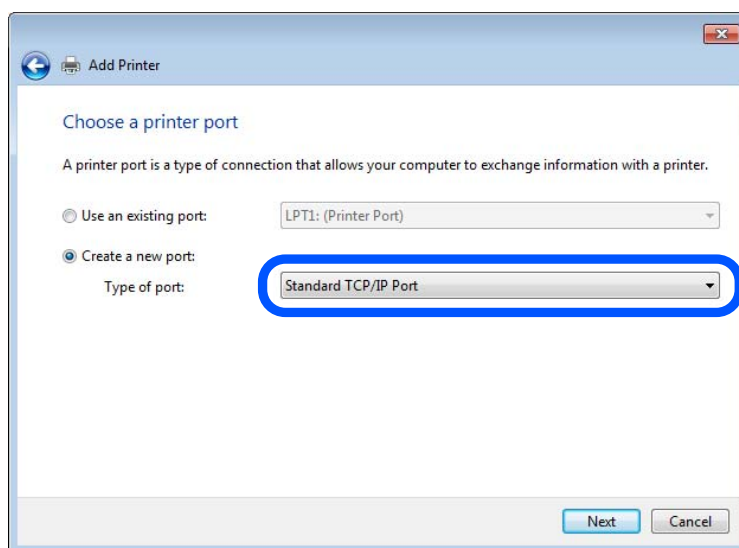 Add Printer
Choose a printer port
A printer port is a type of connection that allows your computer to exchange information with a printer.
Use an existing port: LPT1: (Printer Port)
Create a new port:
Type of port: Standard TCP/IP Port
Next Cancel